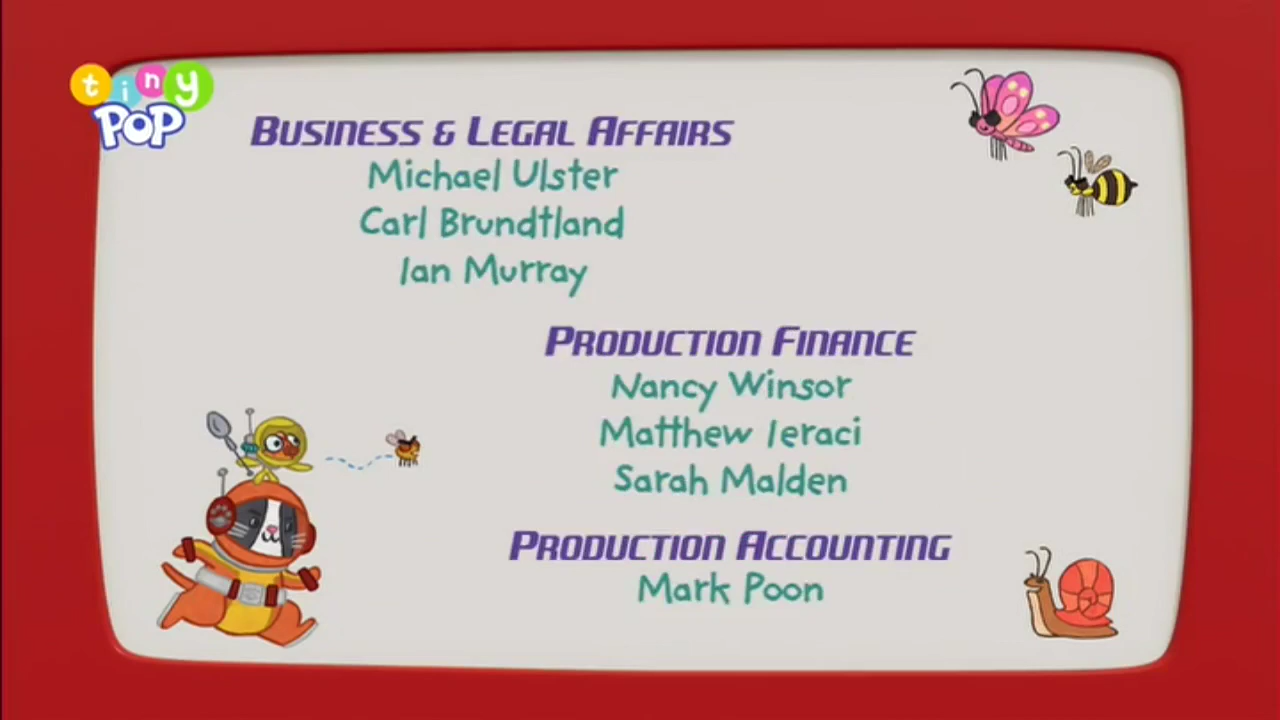 tiny
POP
BUSINESS & LEGAL AFFAIRS
Michael Ulster
Carl Brundtland
Ian Murray
PRODUCTION FINANCE
Nancy Winsor
Matthew Ieraci
Sarah Malden
PRODUCTION ACCOUNTING
Mark Poon